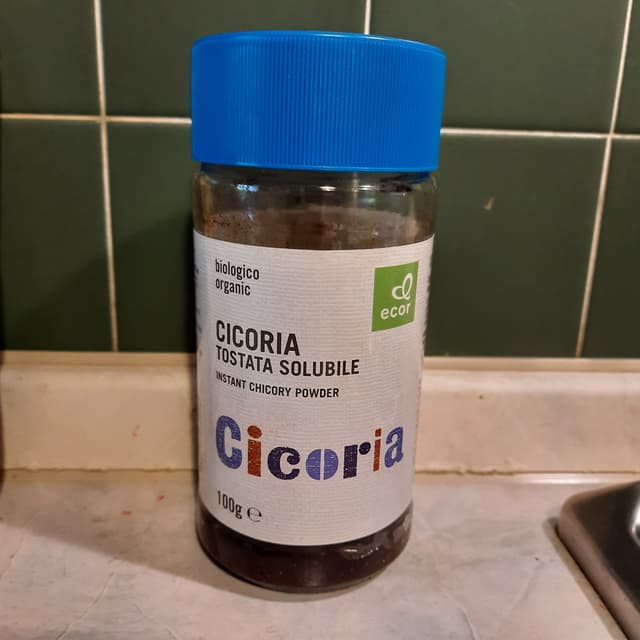 biologico
organic
ecor
CICORIA
TOSTATA SOLUBILE
INSTANT CHICORY POWDER
Cicoria
100g ℮